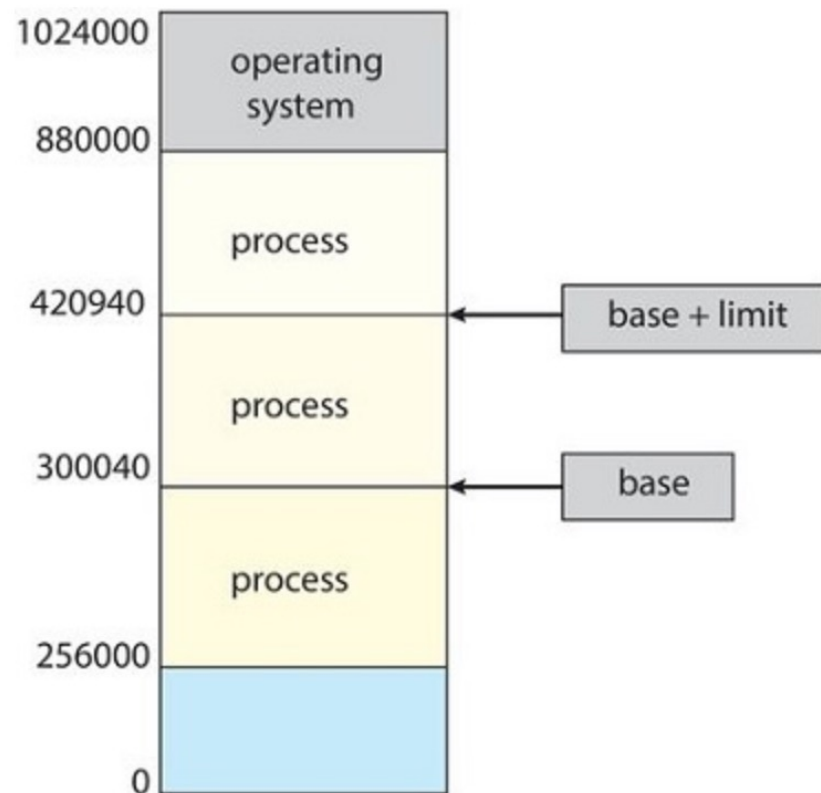 1024000
operating
system
880000
process
420940
base + limit
process
300040
base
process
256000
0